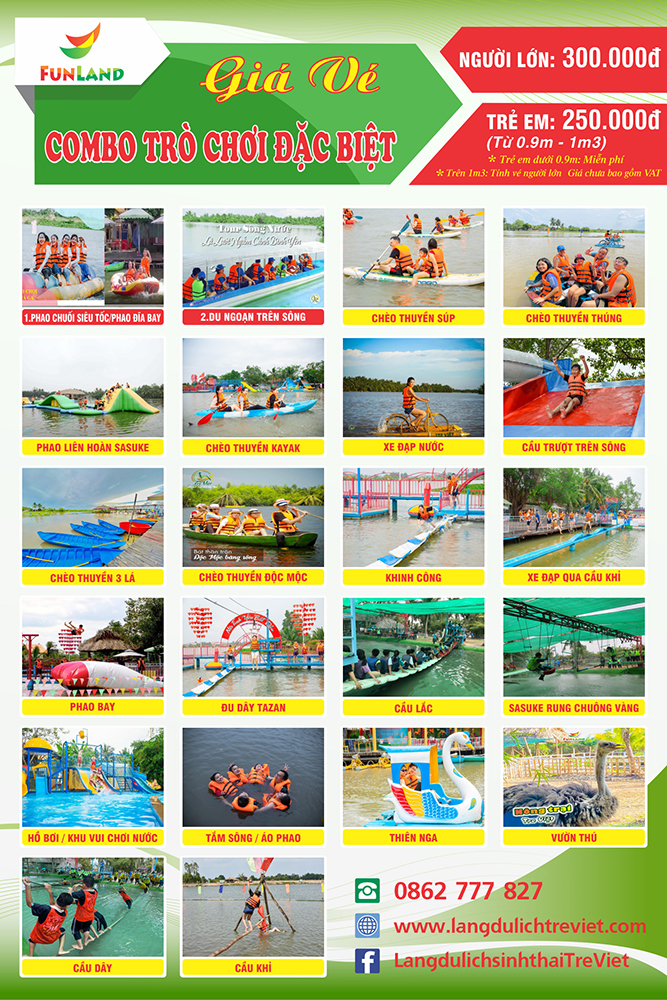 FUNLAND
Giá Vé
COMBO TRÒ CHƠI ĐẶC BIỆT
NGƯỜI LỚN: 300.000đ
TRẺ EM: 250.000đ
(Từ 0.9m - 1m3)
* Trẻ em dưới 0.9m: Miễn phí
* Trên 1m3: Tính vé người lớn Giá chưa bao gồm VAT
Tour Sông Nước
1.PHAO CHUỐI SIÊU TỐC/PHAO ĐĨA BAY
2.DU NGOẠN TRÊN SÔNG
CHÈO THUYỀN SÚP
CHÈO THUYỀN THÚNG
PHAO LIÊN HOÀN SASUKE
CHÈO THUYỀN KAYAK
XE ĐẠP NƯỚC
CẦU TRƯỢT TRÊN SÔNG
Độc Mộc băng sông
CHÈO THUYỀN 3 LÁ
CHÈO THUYỀN ĐỘC MỘC
KHINH CÔNG
XE ĐẠP QUA CẦU KHỈ
PHAO BAY
ĐU DÂY TAZAN
CẦU LẮC
SASUKE RUNG CHUÔNG VÀNG
Nông trại
HỒ BƠI / KHU VUI CHƠI NƯỚC
TẮM SÔNG / ÁO PHAO
THIÊN NGA
VƯỜN THÚ
CẦU DÂY
CẦU KHỈ
0862 777 827
www.langdulichtreviet.com
LangdulichsinhthaiTreViet